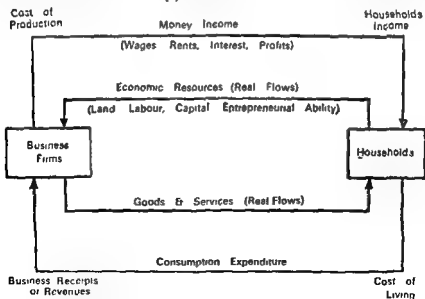 Cost of
Production
Money Income
Households
Income
(Wages Rents, Interest, Profits)
Economic Resources (Real Flows)
(Land Labour, Capital Entrepreneurial Ability)
Business
Firms
Households
Goods & Services (Real Flows)
Consumption Expenditure
Business Receipts
or Revenues
Cost of
Living